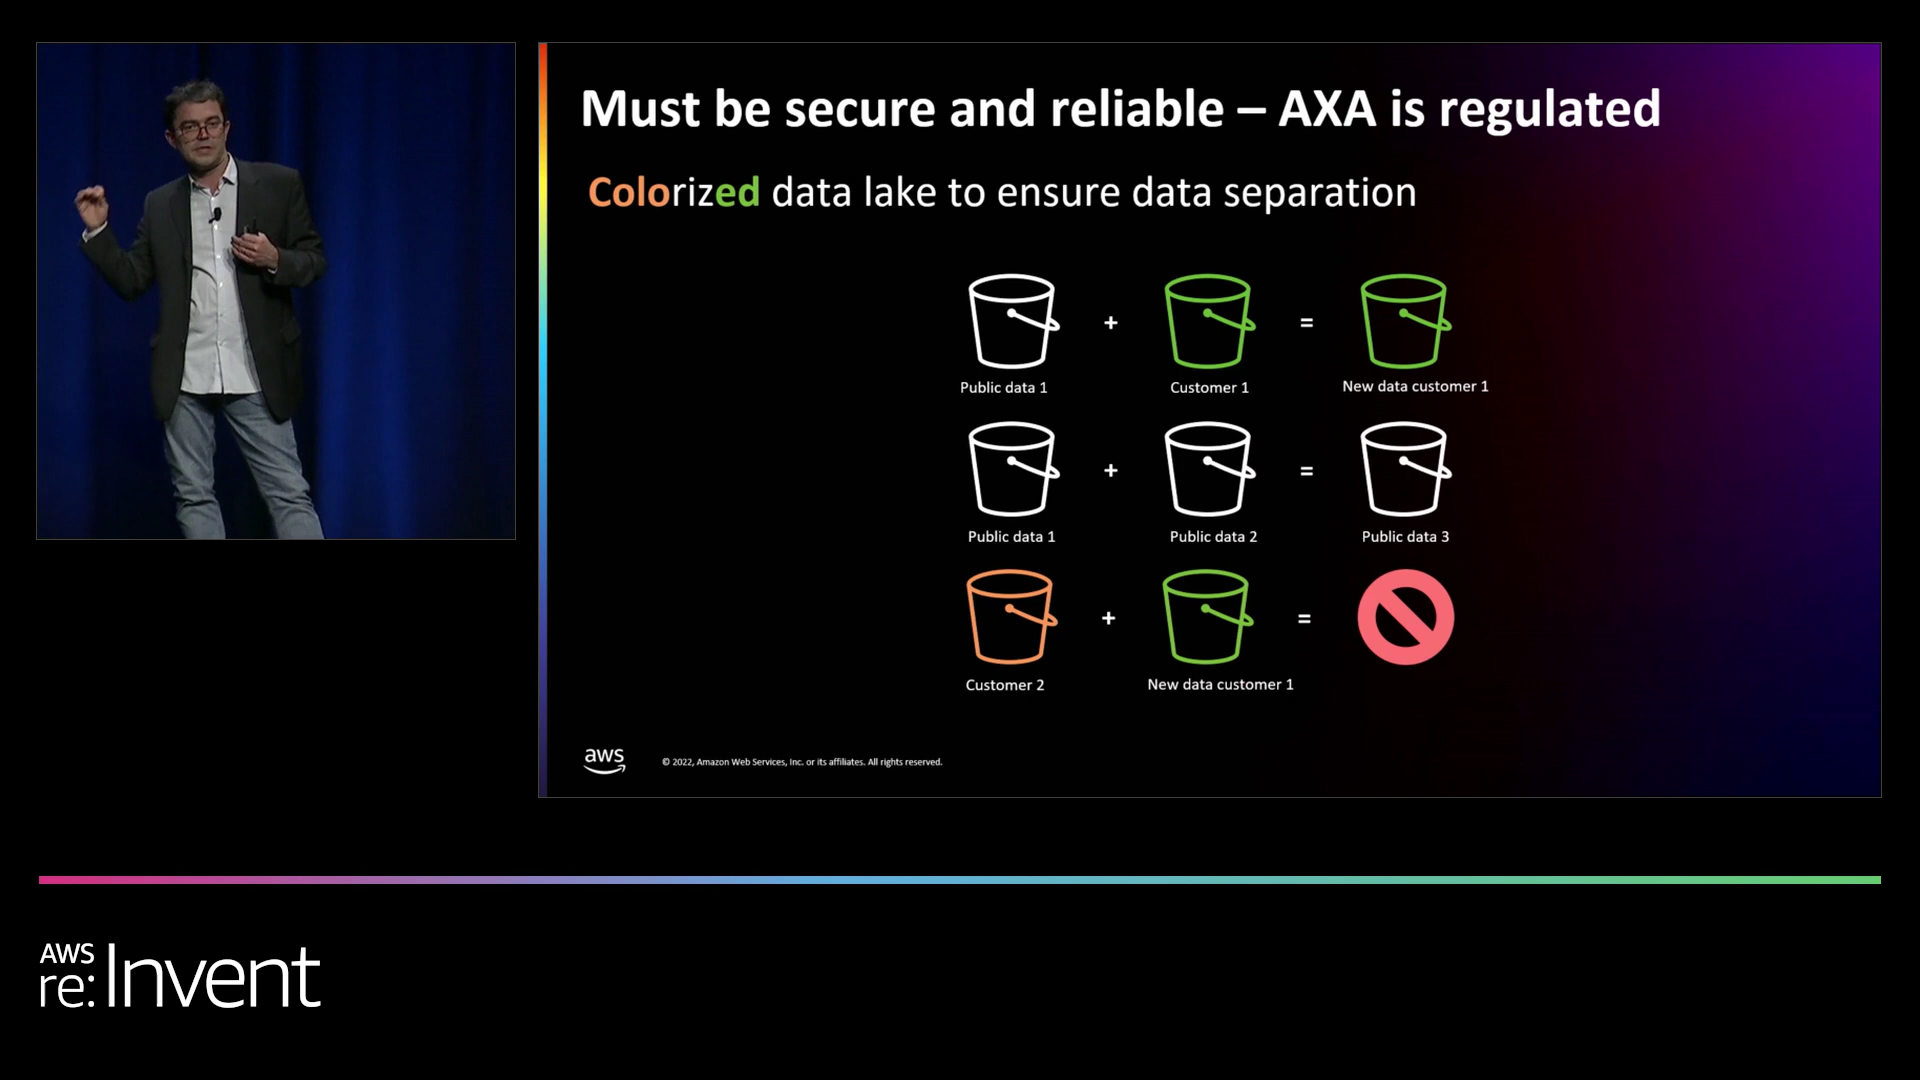 Must be secure and reliable – AXA is regulated
Colorized data lake to ensure data separation
+
=
Public data 1
Customer 1
New data customer 1
+
=
Public data 1
Public data 2
Public data 3
+
=
Customer 2
New data customer 1
aws
© 2022, Amazon Web Services, Inc. or its affiliates. All rights reserved.
AWS
re:Invent